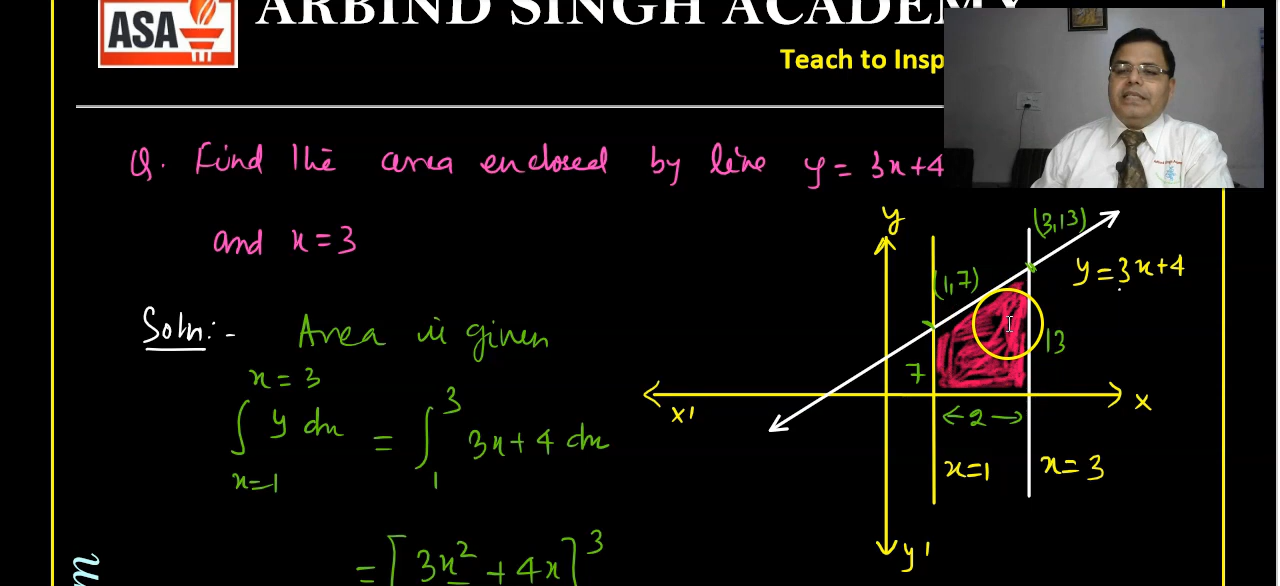 ASA
ARBIND SINGH ACADEMY
Teach to Insp
Q. Find the area enclosed by line y = 3x+4
and x = 3
Soln:- Area is given
x = 3
∫ y dx = ∫ 3x + 4 dx
x=1
3
1
= [3x² + 4x]³
y
(3,13)
y = 3x+4
(1,7)
13
7
x'
x
←2→
x=1
x=3
y'
m